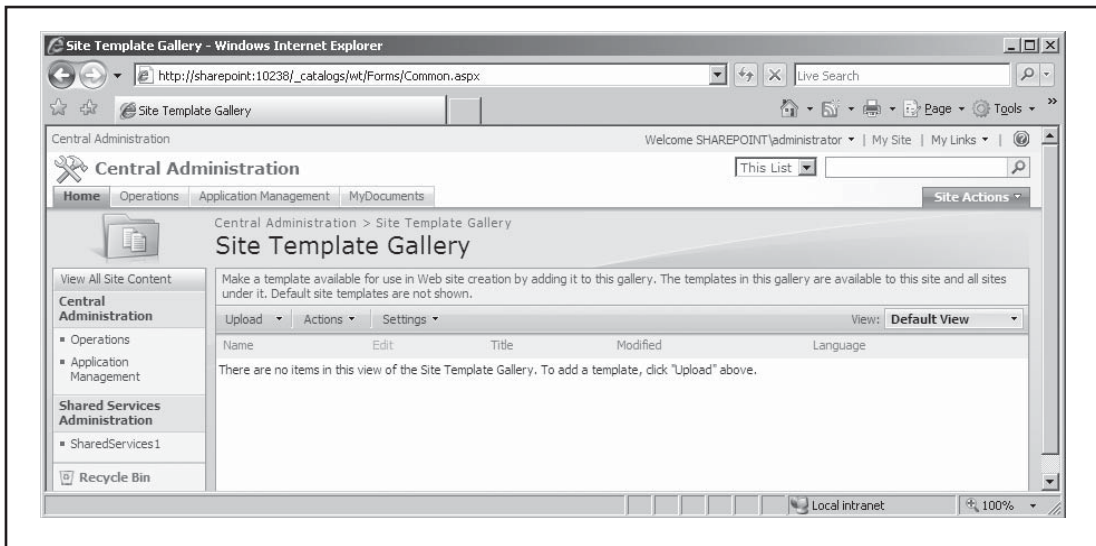 Site Template Gallery - Windows Internet Explorer
http://sharepoint:10238/_catalogs/wt/Forms/Common.aspx
Live Search
Site Template Gallery
Page
Tools
Central Administration
Welcome SHAREPOINT\administrator | My Site | My Links |
Central Administration
This List
Home Operations Application Management MyDocuments
Site Actions
Central Administration > Site Template Gallery
Site Template Gallery
View All Site Content
Central
Administration
Operations
Application
Management
Shared Services
Administration
SharedServices1
Recycle Bin
Make a template available for use in Web site creation by adding it to this gallery. The templates in this gallery are available to this site and all sites
under it. Default site templates are not shown.
Upload Actions Settings
View: Default View
Name Edit Title Modified Language
There are no items in this view of the Site Template Gallery. To add a template, click "Upload" above.
Local intranet
100%